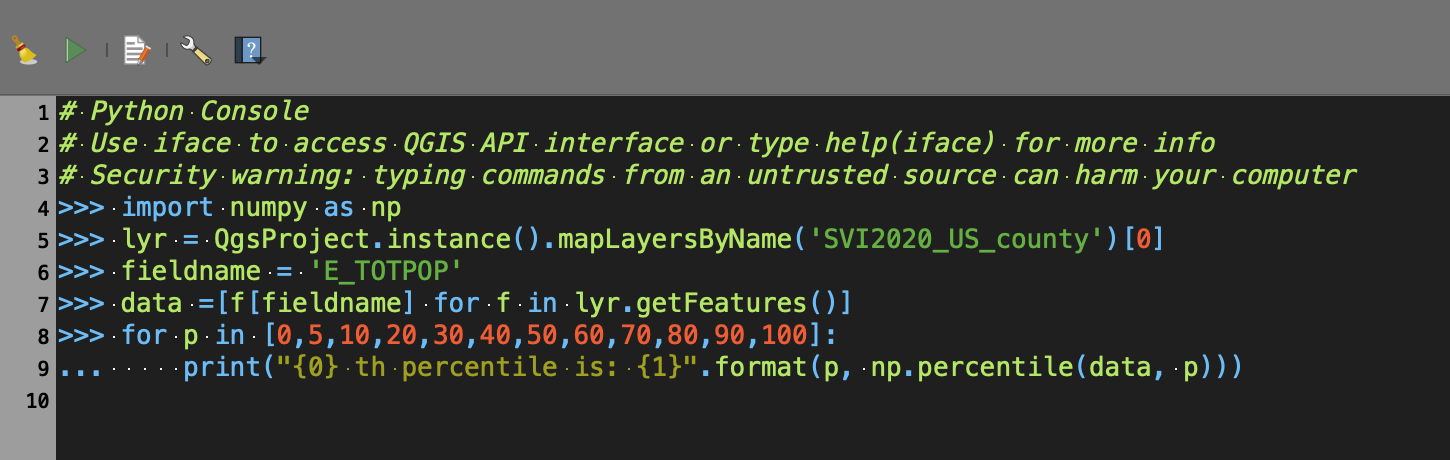 1 # Python Console
2 # Use iface to access QGIS API interface or type help(iface) for more info
3 # Security warning: typing commands from an untrusted source can harm your computer
4 >>> import numpy as np
5 >>> lyr = QgsProject.instance().mapLayersByName('SVI2020_US_county')[0]
6 >>> fieldname = 'E_TOTPOP'
7 >>> data =[f[fieldname] for f in lyr.getFeatures()]
8 >>> for p in [0,5,10,20,30,40,50,60,70,80,90,100]:
9 ...     print("{0} th percentile is: {1}".format(p, np.percentile(data, p)))
10